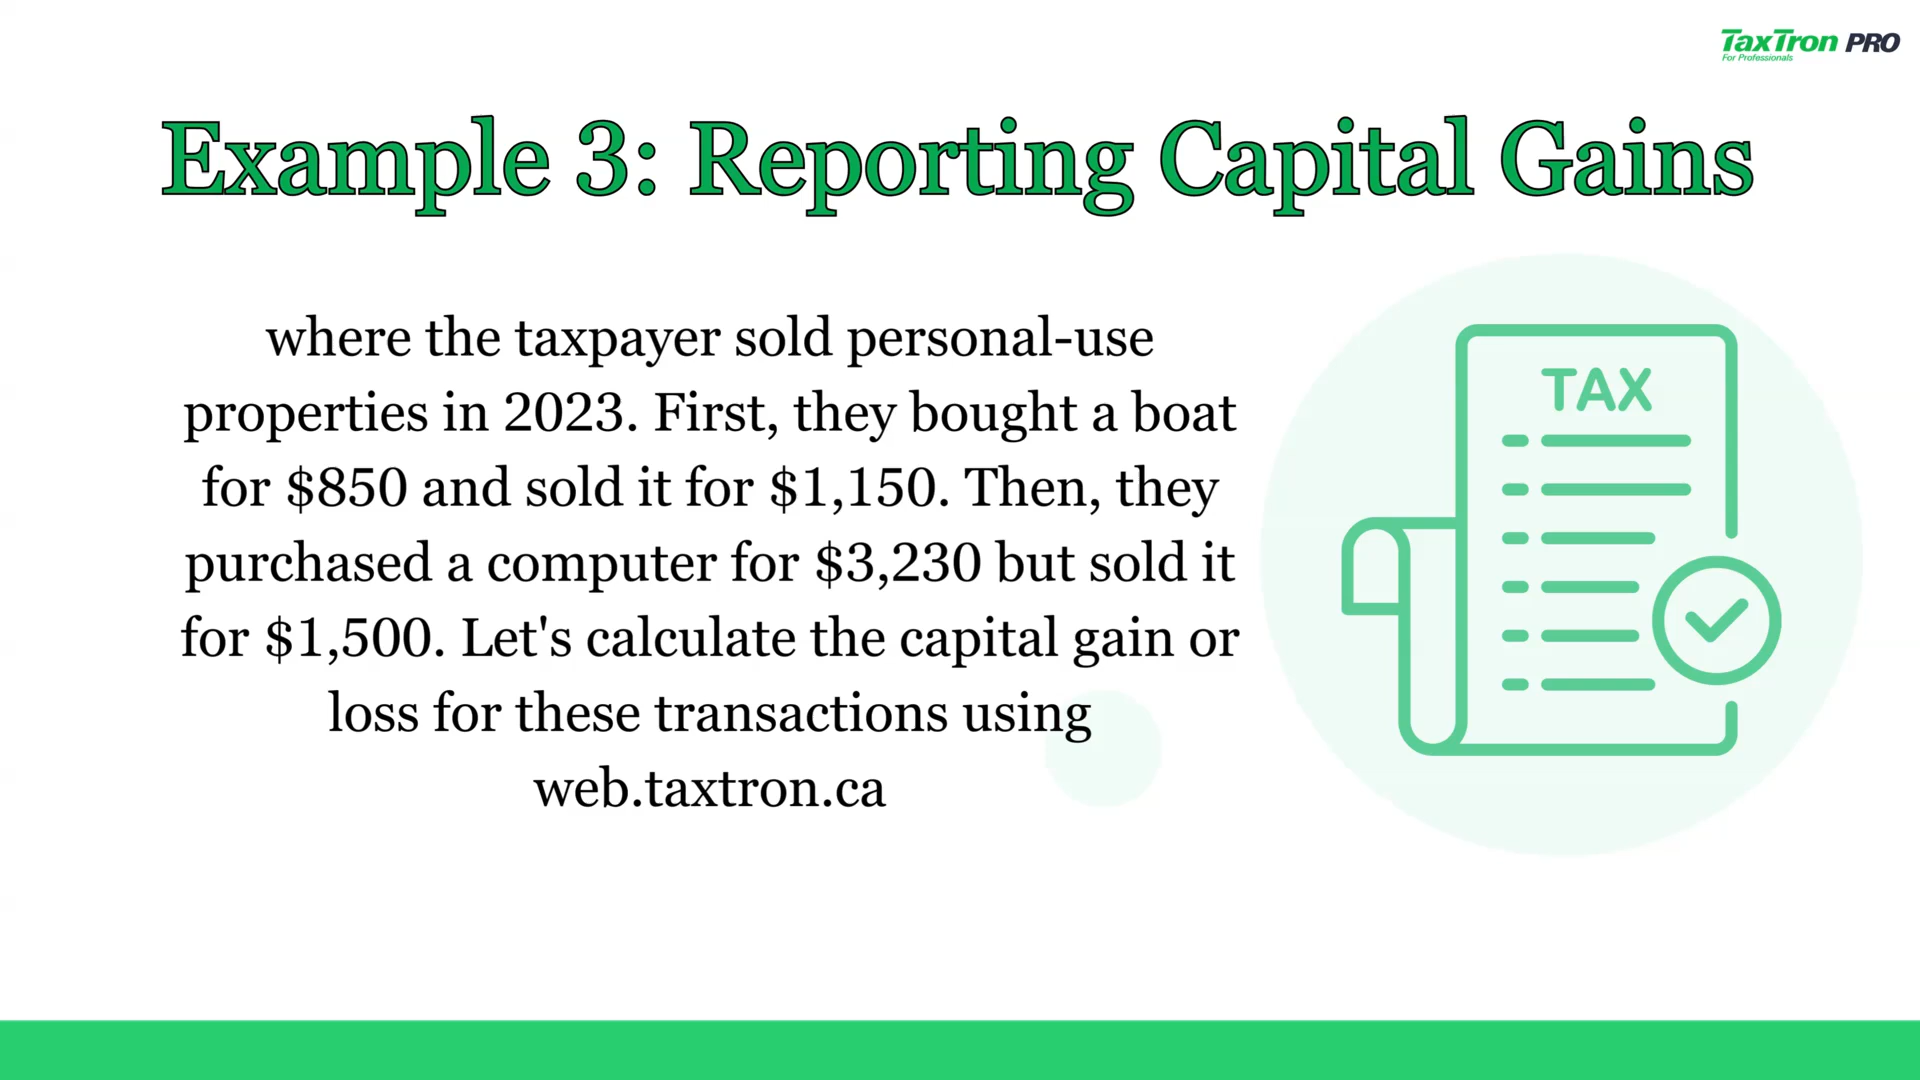 TaxTron PRO
For Professionals
Example 3: Reporting Capital Gains
where the taxpayer sold personal-use
properties in 2023. First, they bought a boat
for $850 and sold it for $1,150. Then, they
purchased a computer for $3,230 but sold it
for $1,500. Let's calculate the capital gain or
loss for these transactions using
web.taxtron.ca
TAX